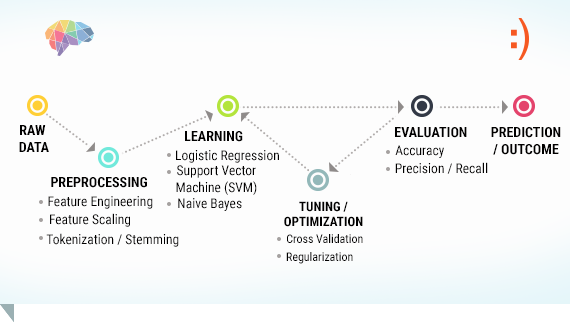 :)
RAW
DATA
PREPROCESSING
Feature Engineering
Feature Scaling
Tokenization / Stemming
LEARNING
Logistic Regression
Support Vector
Machine (SVM)
Naive Bayes
TUNING /
OPTIMIZATION
Cross Validation
Regularization
EVALUATION
Accuracy
Precision / Recall
PREDICTION
/ OUTCOME